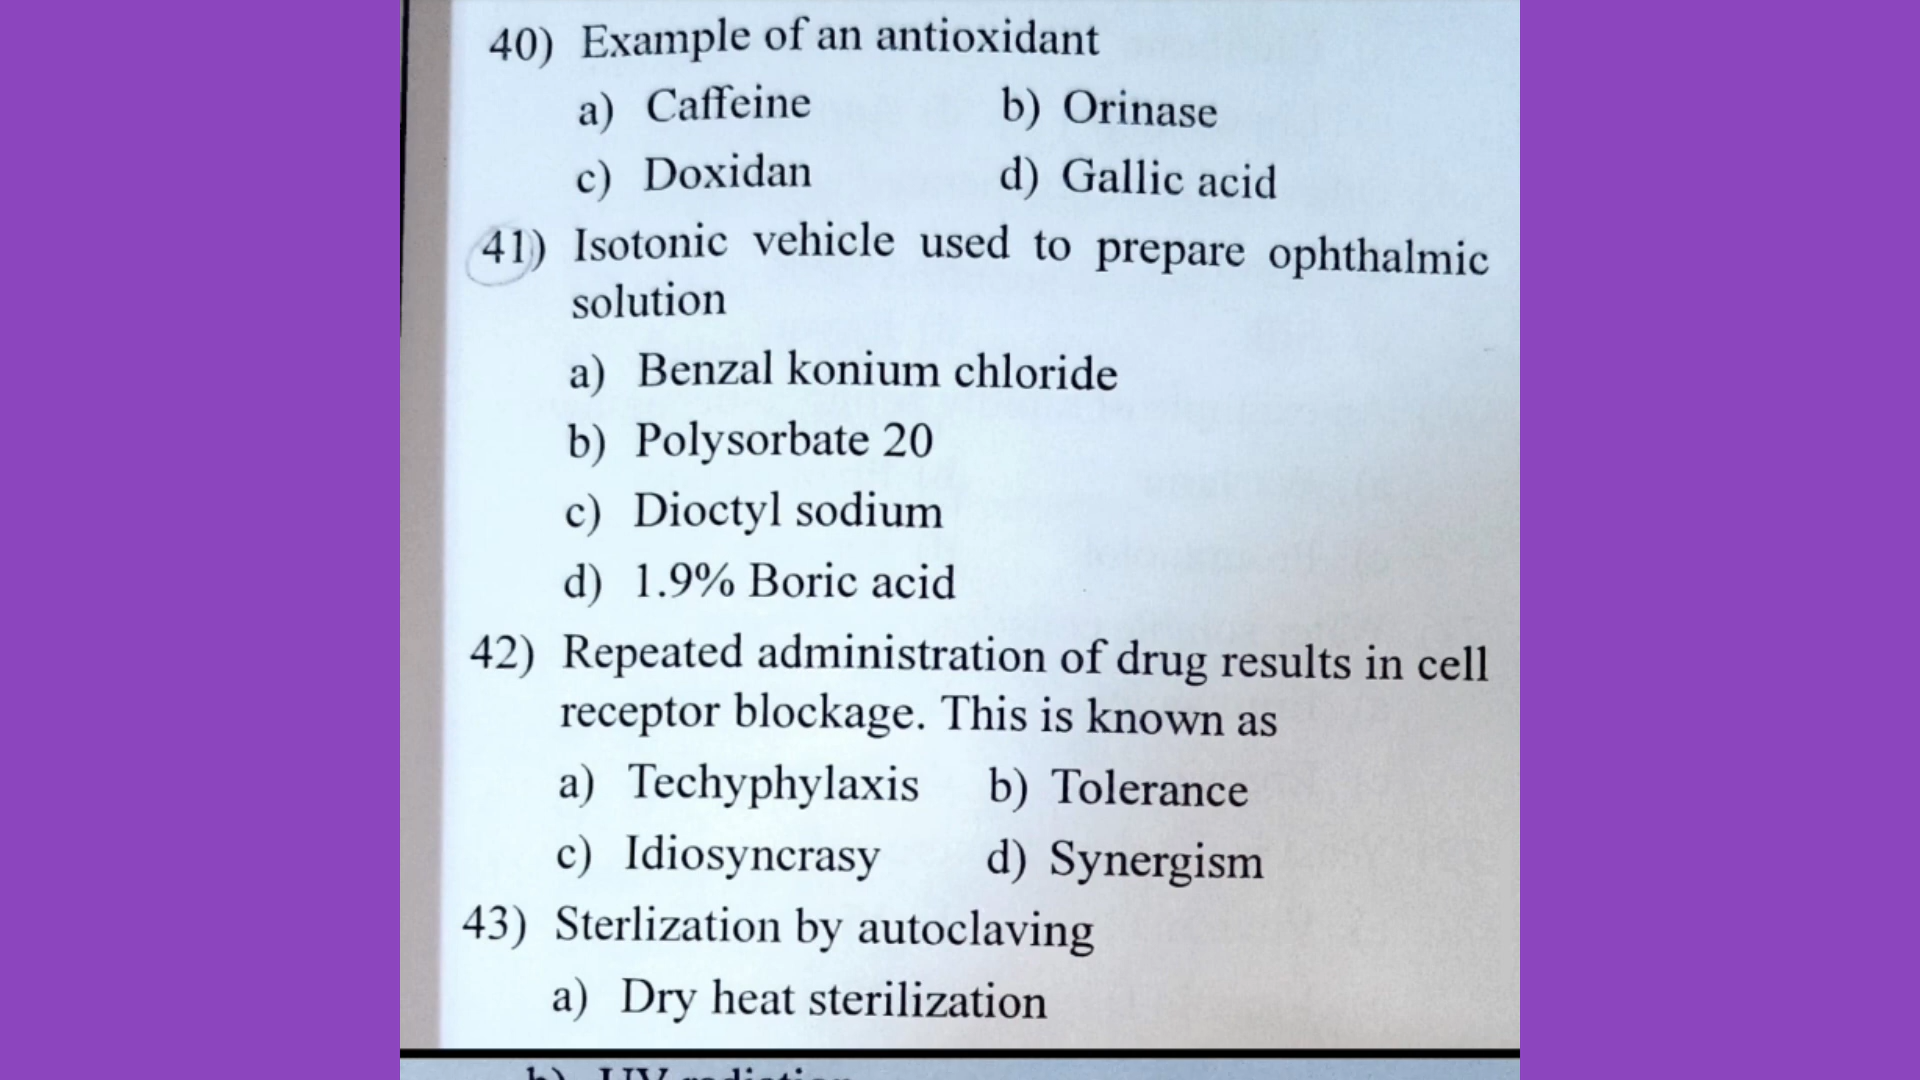 40) Example of an antioxidant
a) Caffeine b) Orinase
c) Doxidan d) Gallic acid
41) Isotonic vehicle used to prepare ophthalmic
solution
a) Benzal konium chloride
b) Polysorbate 20
c) Dioctyl sodium
d) 1.9% Boric acid
42) Repeated administration of drug results in cell
receptor blockage. This is known as
a) Techyphylaxis b) Tolerance
c) Idiosyncrasy d) Synergism
43) Sterlization by autoclaving
a) Dry heat sterilization
b) UV radiation